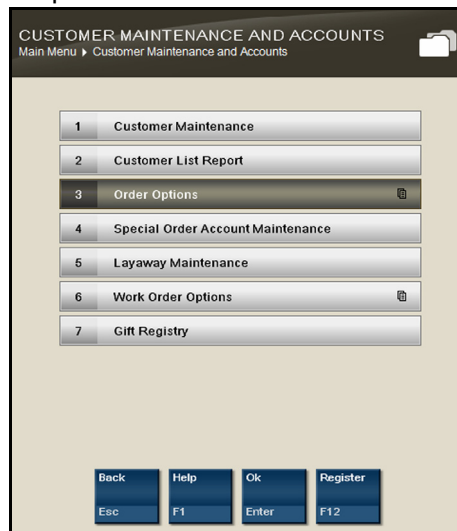 CUSTOMER MAINTENANCE AND ACCOUNTS
Main Menu ▸ Customer Maintenance and Accounts
1 Customer Maintenance
2 Customer List Report
3 Order Options
4 Special Order Account Maintenance
5 Layaway Maintenance
6 Work Order Options
7 Gift Registry
Back Help Ok Register
Esc F1 Enter F12